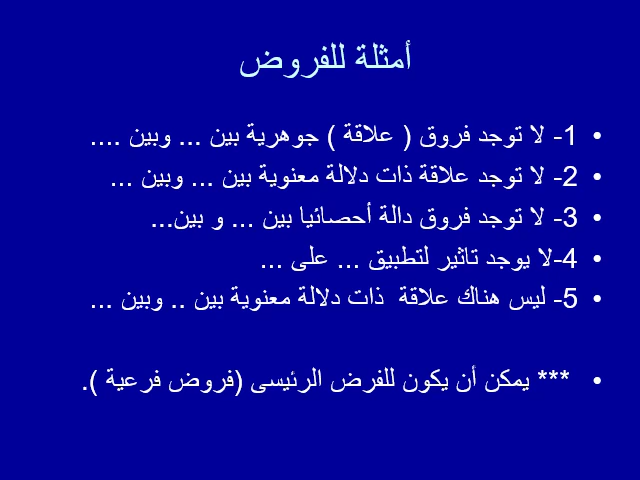 أمثلة للفروض
• 1- لا توجد فروق ( علاقة ) جوهرية بين ... وبين ....
• 2- لا توجد علاقة ذات دلالة معنوية بين ... وبين ...
• 3- لا توجد فروق دالة أحصائيا بين ... و بين...
• 4-لا يوجد تاثير لتطبيق ... على ...
• 5- ليس هناك علاقة  ذات دلالة معنوية بين .. وبين ...
• *** يمكن أن يكون للفرض الرئيسى (فروض فرعية ).